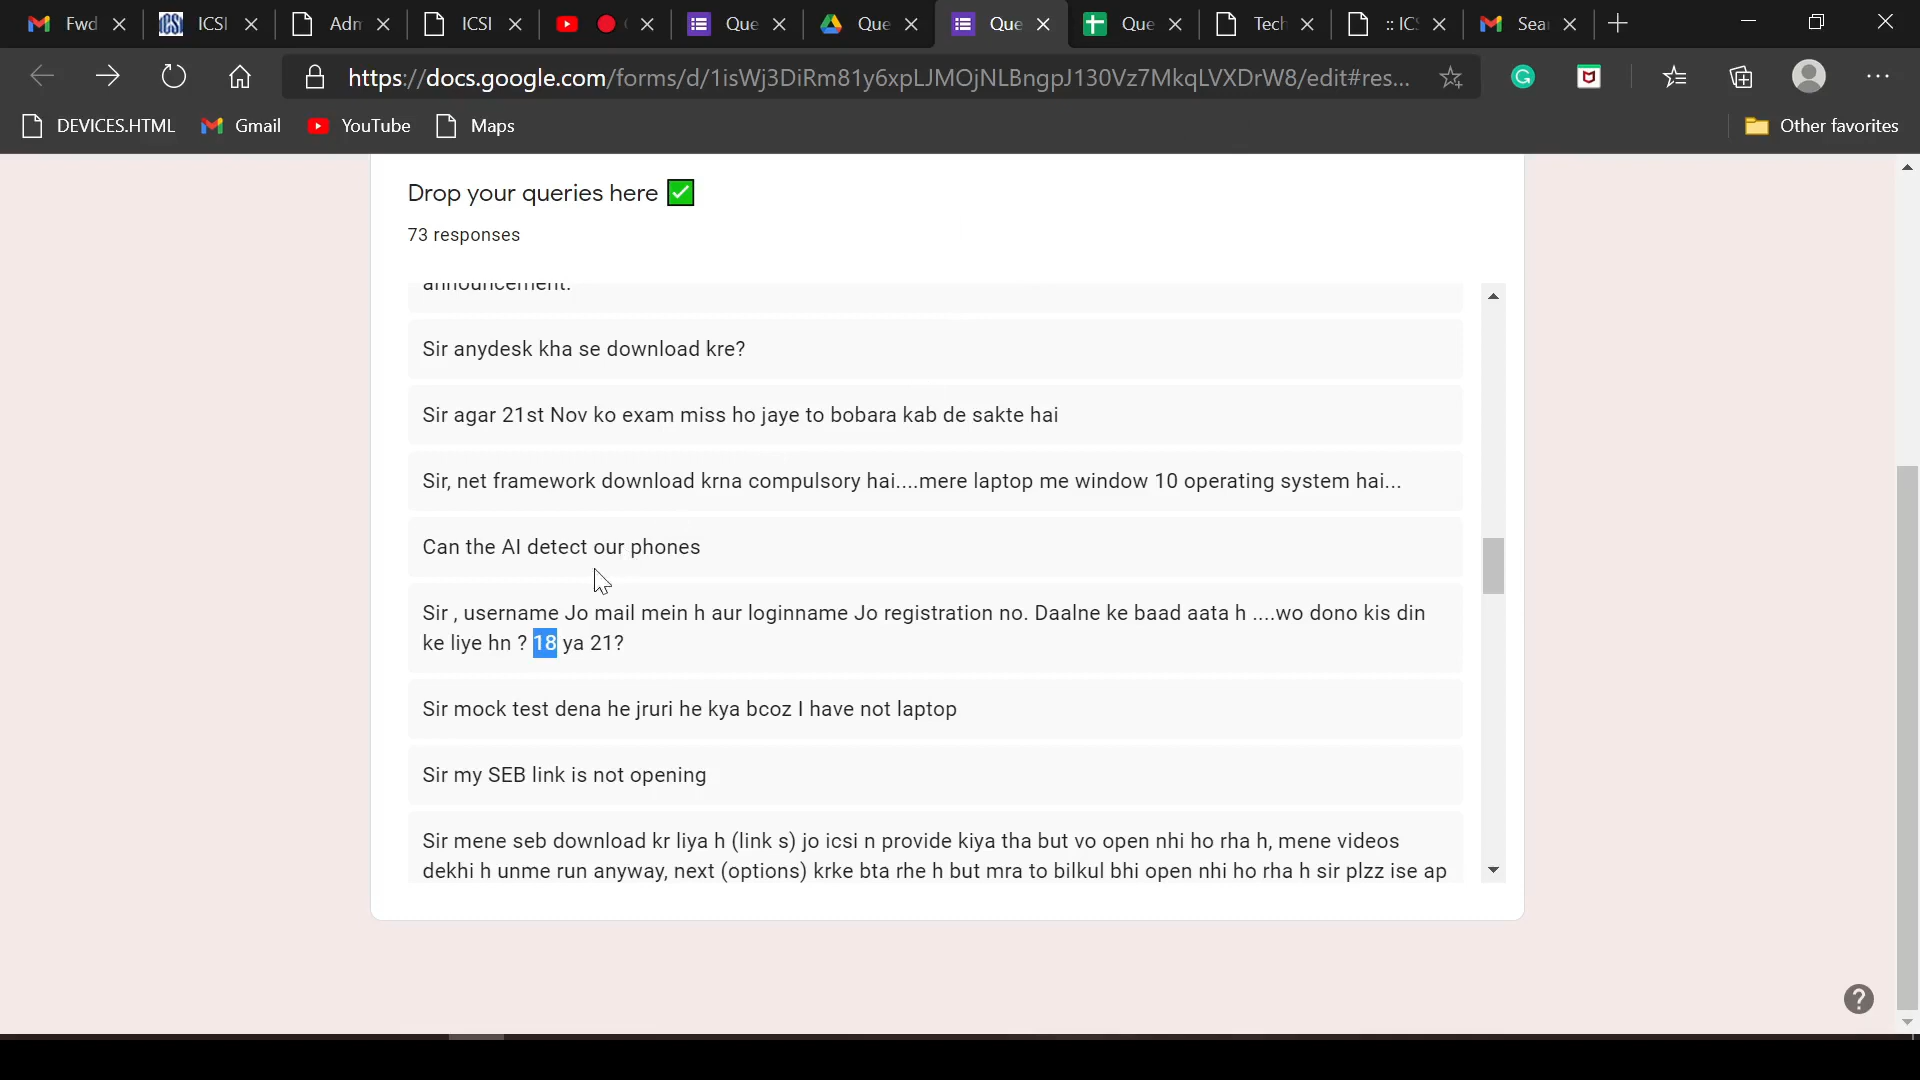 Fwd
ICSI
Adm
ICSI
Que
Que
Que
Que
Tech
:: IC
Sea
https://docs.google.com/forms/d/1isWj3DiRm81y6xpLJMOjNLBngpJ130Vz7MkqLVXDrW8/edit#res...
DEVICES.HTML
Gmail
YouTube
Maps
Other favorites
Drop your queries here ✅
73 responses
announcement.
Sir anydesk kha se download kre?
Sir agar 21st Nov ko exam miss ho jaye to bobara kab de sakte hai
Sir, net framework download krna compulsory hai....mere laptop me window 10 operating system hai...
Can the AI detect our phones
Sir , username Jo mail mein h aur loginname Jo registration no. Daalne ke baad aata h ....wo dono kis din
ke liye hn ? 18 ya 21?
Sir mock test dena he jruri he kya bcoz I have not laptop
Sir my SEB link is not opening
Sir mene seb download kr liya h (link s) jo icsi n provide kiya tha but vo open nhi ho rha h, mene videos
dekhi h unme run anyway, next (options) krke bta rhe h but mra to bilkul bhi open nhi ho rha h sir plzz ise ap